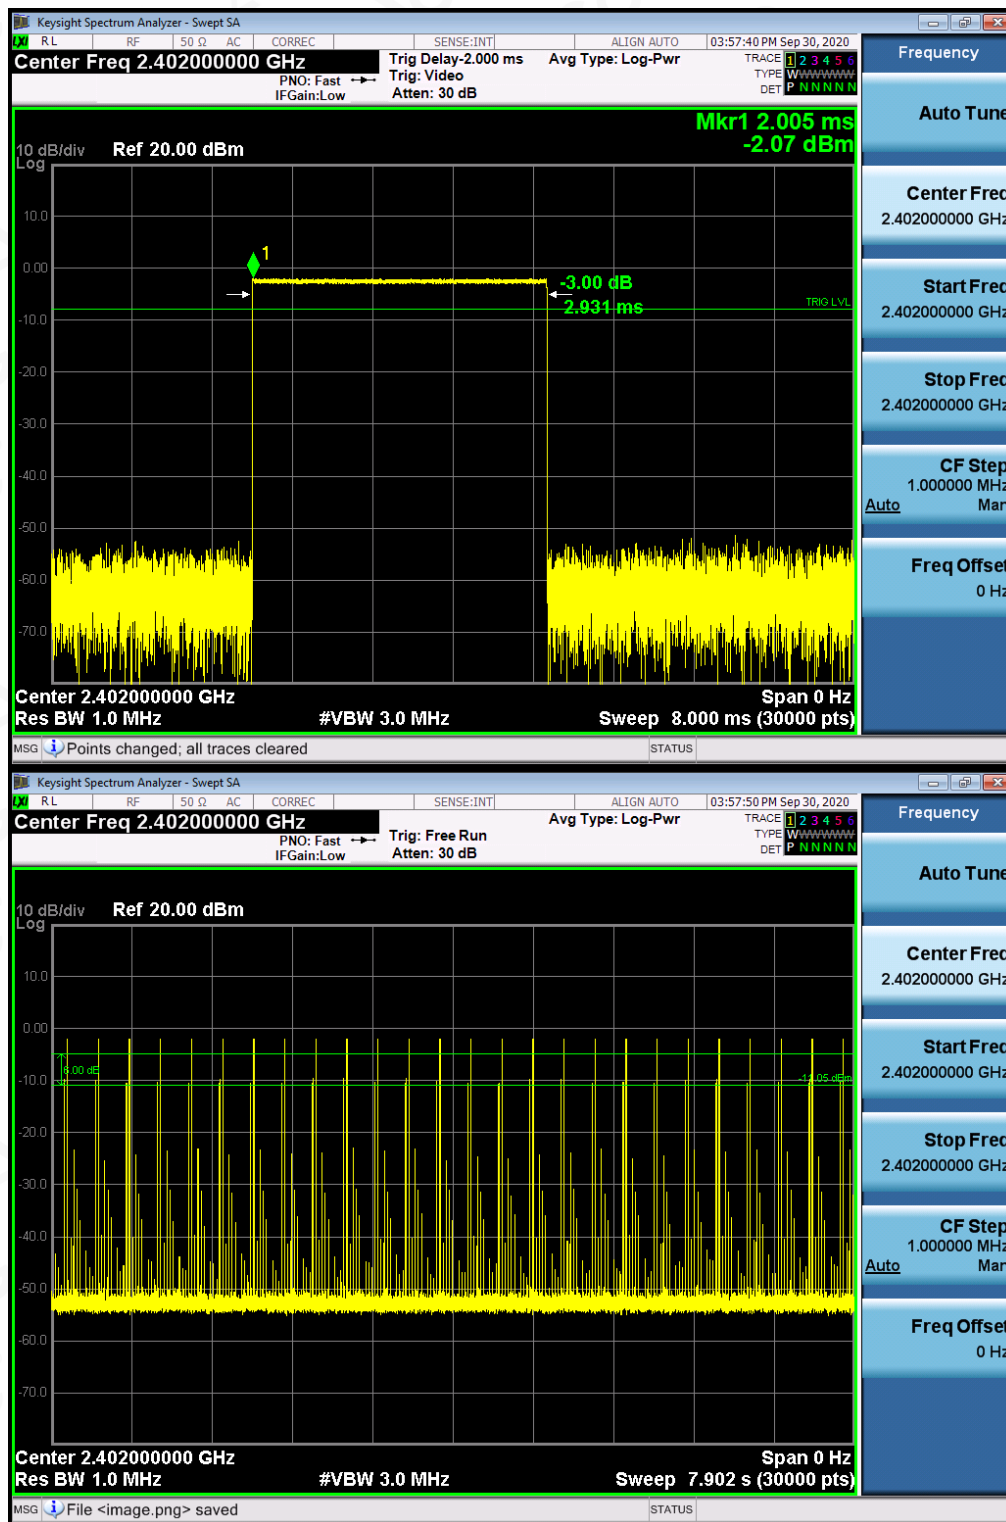 Keysight Spectrum Analyzer - Swept SA
LXI RL RF 50 Ω AC CORREC SENSE:INT ALIGN AUTO 03:57:40 PM Sep 30, 2020
Center Freq 2.402000000 GHz
PNO: Fast
IFGain:Low
Trig Delay-2.000 ms
Trig: Video
Atten: 30 dB
Avg Type: Log-Pwr
TRACE 1 2 3 4 5 6
TYPE WWWWWWW
DET P N N N N N
Frequency
Auto Tune
Center Freq
2.402000000 GHz
Start Freq
2.402000000 GHz
Stop Freq
2.402000000 GHz
CF Step
1.000000 MHz
Auto Man
Freq Offset
0 Hz
Mkr1 2.005 ms
-2.07 dBm
10 dB/div Ref 20.00 dBm
Log
10.0
0.00
-10.0
-20.0
-30.0
-40.0
-50.0
-60.0
-70.0
1
-3.00 dB
2.931 ms
TRIG LVL
Center 2.402000000 GHz Span 0 Hz
Res BW 1.0 MHz #VBW 3.0 MHz Sweep 8.000 ms (30000 pts)
MSG Points changed; all traces cleared STATUS
Keysight Spectrum Analyzer - Swept SA
LXI RL RF 50 Ω AC CORREC SENSE:INT ALIGN AUTO 03:57:50 PM Sep 30, 2020
Center Freq 2.402000000 GHz
PNO: Fast
IFGain:Low
Trig: Free Run
Atten: 30 dB
Avg Type: Log-Pwr
TRACE 1 2 3 4 5 6
TYPE WWWWWWW
DET P N N N N N
Frequency
Auto Tune
Center Freq
2.402000000 GHz
Start Freq
2.402000000 GHz
Stop Freq
2.402000000 GHz
CF Step
1.000000 MHz
Auto Man
Freq Offset
0 Hz
10 dB/div Ref 20.00 dBm
Log
10.0
0.00
-10.0
-20.0
-30.0
-40.0
-50.0
-60.0
-70.0
6.00 dB
-11.05 dBm
Center 2.402000000 GHz Span 0 Hz
Res BW 1.0 MHz #VBW 3.0 MHz Sweep 7.902 s (30000 pts)
MSG File <image.png> saved STATUS